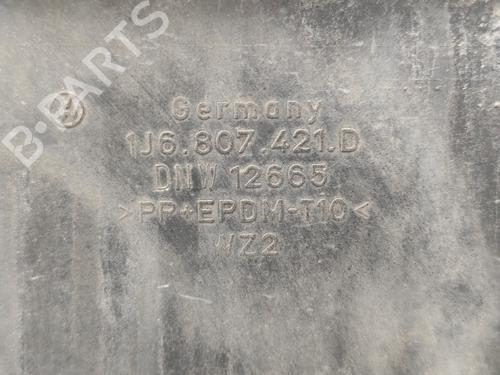 B-PARTS
Germany
1J6.807.421.D
DNW 12665
>PP+EPDM-T10<
WZ2